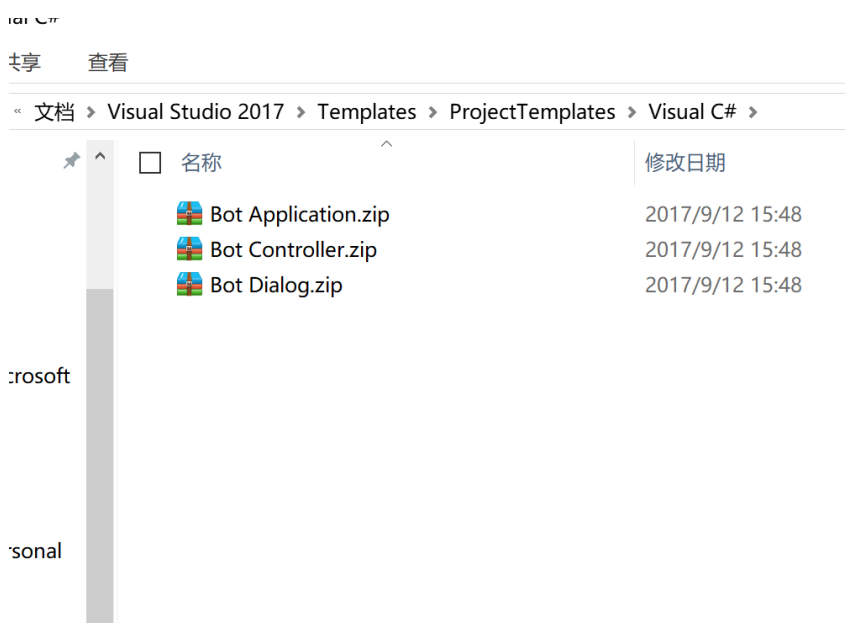 共享 查看
« 文档 > Visual Studio 2017 > Templates > ProjectTemplates > Visual C# >
名称 修改日期
Bot Application.zip 2017/9/12 15:48
Bot Controller.zip 2017/9/12 15:48
Bot Dialog.zip 2017/9/12 15:48
crosoft
rsonal